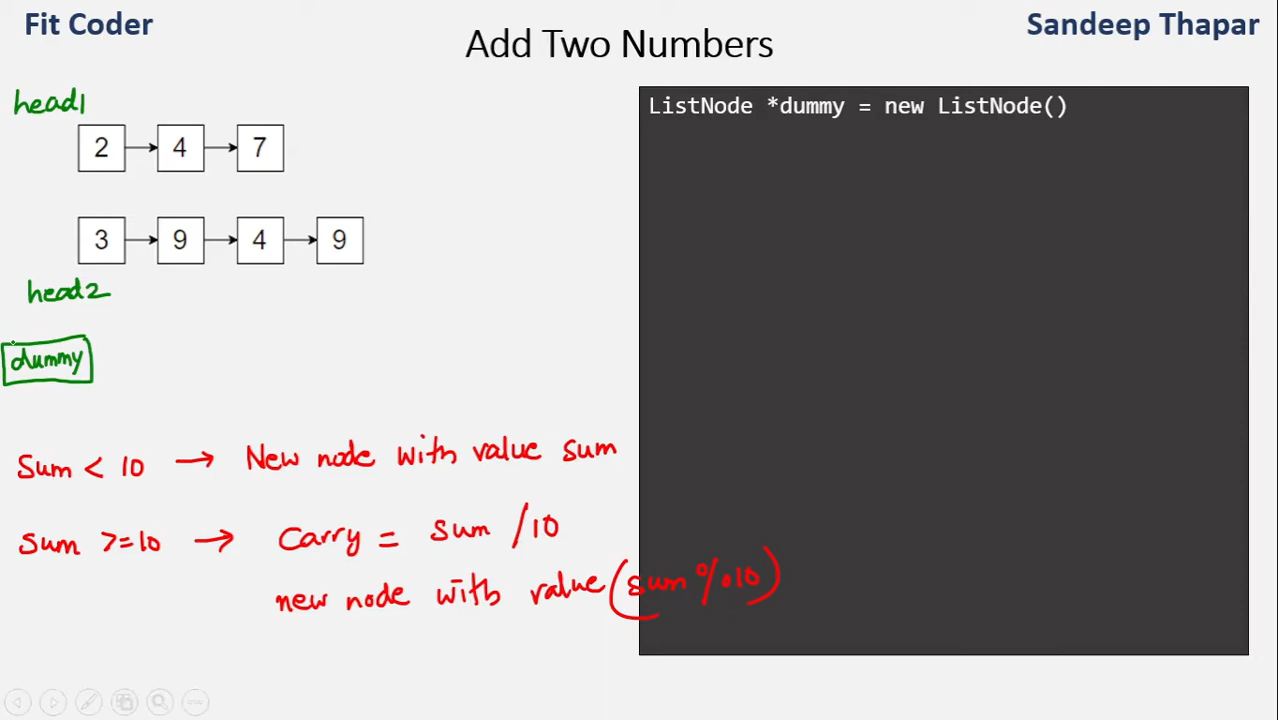 Fit Coder
Sandeep Thapar
Add Two Numbers
head1
2 4 7
3 9 4 9
head2
dummy
Sum < 10 → New node with value sum
Sum >=10 → Carry = sum /10
new node with value (sum % 10)
ListNode *dummy = new ListNode()